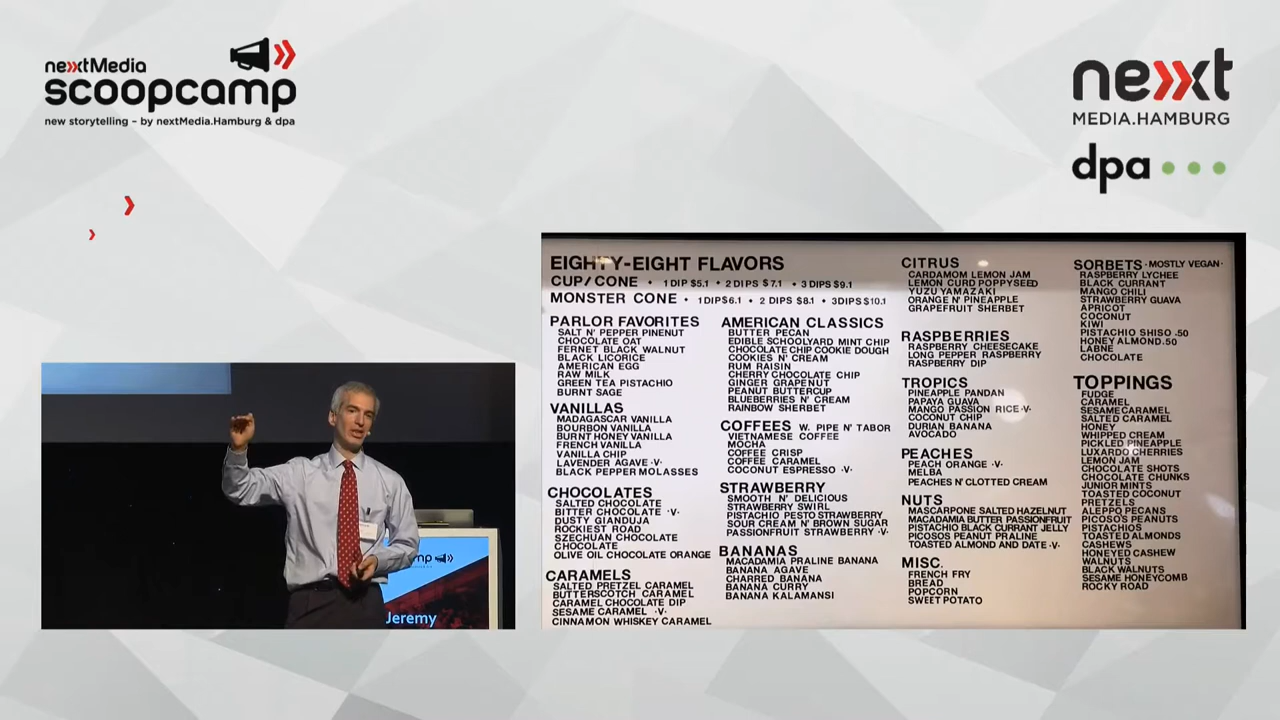 nextMedia
scoopcamp
new storytelling – by nextMedia.Hamburg & dpa
next
MEDIA.HAMBURG
dpa
Jeremy
EIGHTY-EIGHT FLAVORS
CUP/CONE • 1 DIP $5.1 • 2 DIPS $7.1 • 3 DIPS $9.1
MONSTER CONE • 1 DIP $6.1 • 2 DIPS $8.1 • 3 DIPS $10.1
PARLOR FAVORITES
SALT N' PEPPER PINENUT
CHOCOLATE OAT
FERNET BLACK WALNUT
BLACK LICORICE
AMERICAN EGG
RAW MILK
GREEN TEA PISTACHIO
BURNT SAGE
VANILLAS
MADAGASCAR VANILLA
BOURBON VANILLA
BURNT HONEY VANILLA
FRENCH VANILLA
VANILLA CHIP
LAVENDER AGAVE ·V·
BLACK PEPPER MOLASSES
CHOCOLATES
SALTED CHOCOLATE
BITTER CHOCOLATE ·V·
DUSTY GIANDUJA
ROCKIEST ROAD
SZECHUAN CHOCOLATE
CHOCOLATE
OLIVE OIL CHOCOLATE ORANGE
CARAMELS
SALTED PRETZEL CARAMEL
BUTTERSCOTCH CARAMEL
CARAMEL CHOCOLATE DIP
SESAME CARAMEL ·V·
CINNAMON WHISKEY CARAMEL
AMERICAN CLASSICS
BUTTER PECAN
EDIBLE SCHOOLYARD MINT CHIP
CHOCOLATE CHIP COOKIE DOUGH
COOKIES N' CREAM
RUM RAISIN
CHERRY CHOCOLATE CHIP
GINGER GRAPENUT
PEANUT BUTTERCUP
BLUEBERRIES N' CREAM
RAINBOW SHERBET
COFFEES W. PIPE N' TABOR
VIETNAMESE COFFEE
MOCHA
COFFEE CRISP
COFFEE CARAMEL
COCONUT ESPRESSO ·V·
STRAWBERRY
SMOOTH N' DELICIOUS
STRAWBERRY SWIRL
PISTACHIO PESTO STRAWBERRY
SOUR CREAM N' BROWN SUGAR
PASSIONFRUIT STRAWBERRY ·V·
BANANAS
MACADAMIA PRALINE BANANA
BANANA AGAVE
CHARRED BANANA
BANANA CURRY
BANANA KALAMANSI
CITRUS
CARDAMOM LEMON JAM
LEMON CURD POPPYSEED
YUZU YAMAZAKI
ORANGE N' PINEAPPLE
GRAPEFRUIT SHERBET
RASPBERRIES
RASPBERRY CHEESECAKE
LONG PEPPER RASPBERRY
RASPBERRY DIP
TROPICS
PINEAPPLE PANDAN
PAPAYA GUAVA
MANGO PASSION RICE ·V·
COCONUT CHIP
DURIAN BANANA
AVOCADO
PEACHES
PEACH ORANGE ·V·
MELBA
PEACHES N' CLOTTED CREAM
NUTS
MASCARPONE SALTED HAZELNUT
MACADAMIA BUTTER PASSIONFRUIT
PISTACHIO BLACK CURRANT JELLY
PICOSOS PEANUT PRALINE
TOASTED ALMOND AND DATE ·V·
MISC.
FRENCH FRY
BREAD
POPCORN
SWEET POTATO
SORBETS ·MOSTLY VEGAN·
RASPBERRY LYCHEE
BLACK CURRANT
MANGO CHILI
STRAWBERRY GUAVA
APRICOT
COCONUT
KIWI
PISTACHIO SHISO .50
HONEY ALMOND .50
LABNE
CHOCOLATE
TOPPINGS
FUDGE
CARAMEL
SESAME CARAMEL
SALTED CARAMEL
HONEY
WHIPPED CREAM
PICKLED PINEAPPLE
LUXARDO CHERRIES
LEMON JAM
CHOCOLATE SHOTS
CHOCOLATE CHUNKS
JUNIOR MINTS
TOASTED COCONUT
PRETZELS
ALEPPO PECANS
PICOSOS PEANUTS
PISTACHIOS
TOASTED ALMONDS
CASHEWS
HONEYED CASHEW
WALNUTS
BLACK WALNUTS
SESAME HONEYCOMB
ROCKY ROAD